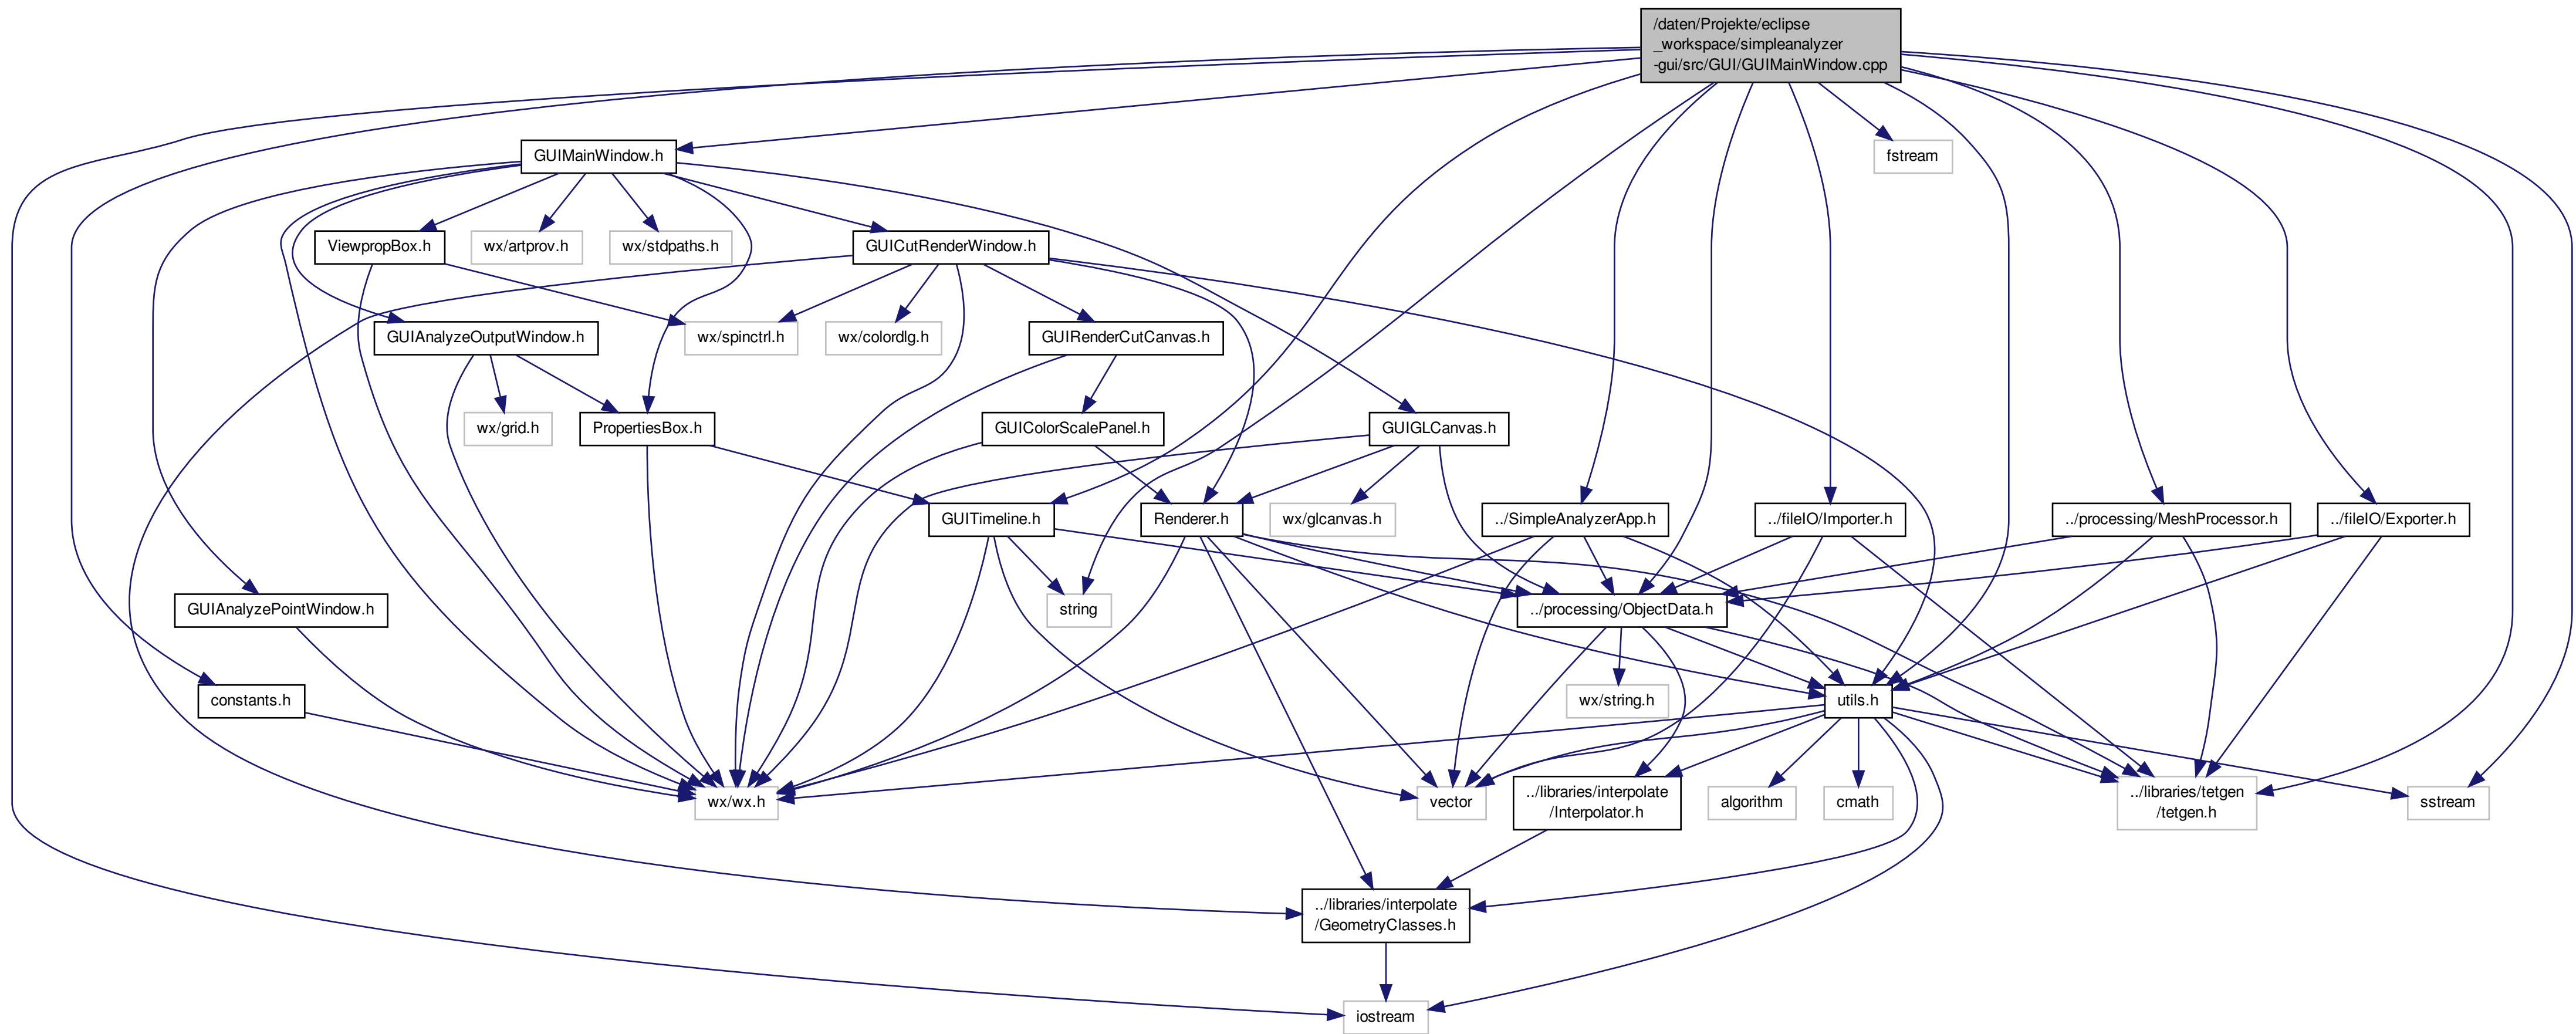 /daten/Projekte/eclipse
_workspace/simpleanalyzer
-gui/src/GUI/GUIMainWindow.cpp
GUIMainWindow.h
fstream
ViewpropBox.h
wx/artprov.h
wx/stdpaths.h
GUICutRenderWindow.h
GUIAnalyzeOutputWindow.h
wx/spinctrl.h
wx/colordlg.h
GUIRenderCutCanvas.h
wx/grid.h
PropertiesBox.h
GUIColorScalePanel.h
GUIGLCanvas.h
GUITimeline.h
Renderer.h
wx/glcanvas.h
../SimpleAnalyzerApp.h
../fileIO/Importer.h
../processing/MeshProcessor.h
../fileIO/Exporter.h
GUIAnalyzePointWindow.h
string
../processing/ObjectData.h
constants.h
wx/string.h
utils.h
wx/wx.h
vector
../libraries/interpolate
/Interpolator.h
algorithm
cmath
../libraries/tetgen
/tetgen.h
sstream
../libraries/interpolate
/GeometryClasses.h
iostream